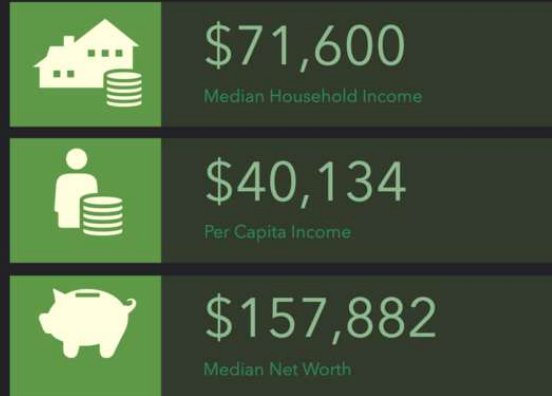 $71,600
Median Household Income
$40,134
Per Capita Income
$157,882
Median Net Worth